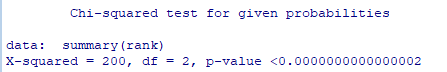 Chi-squared test for given probabilities
data:  summary(rank)
X-squared = 200, df = 2, p-value <0.0000000000000002